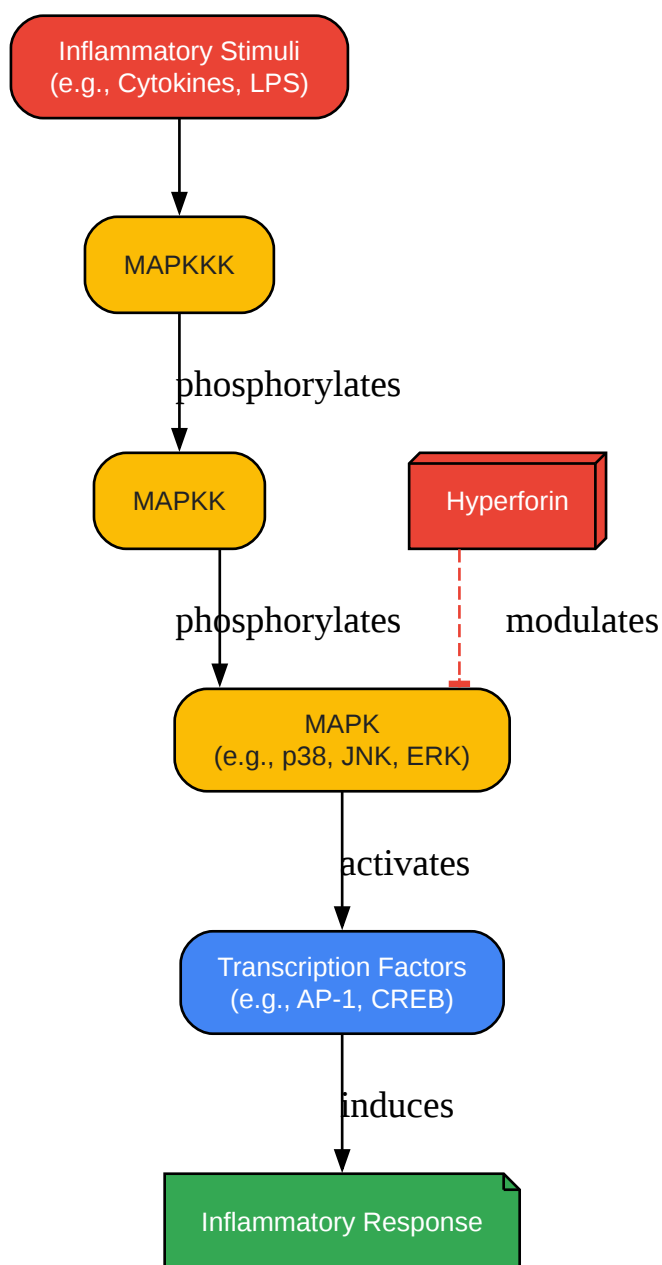 Inflammatory Stimuli
(e.g., Cytokines, LPS)
MAPKKK
phosphorylates
MAPKK
Hyperforin
phosphorylates
modulates
MAPK
(e.g., p38, JNK, ERK)
activates
Transcription Factors
(e.g., AP-1, CREB)
induces
Inflammatory Response